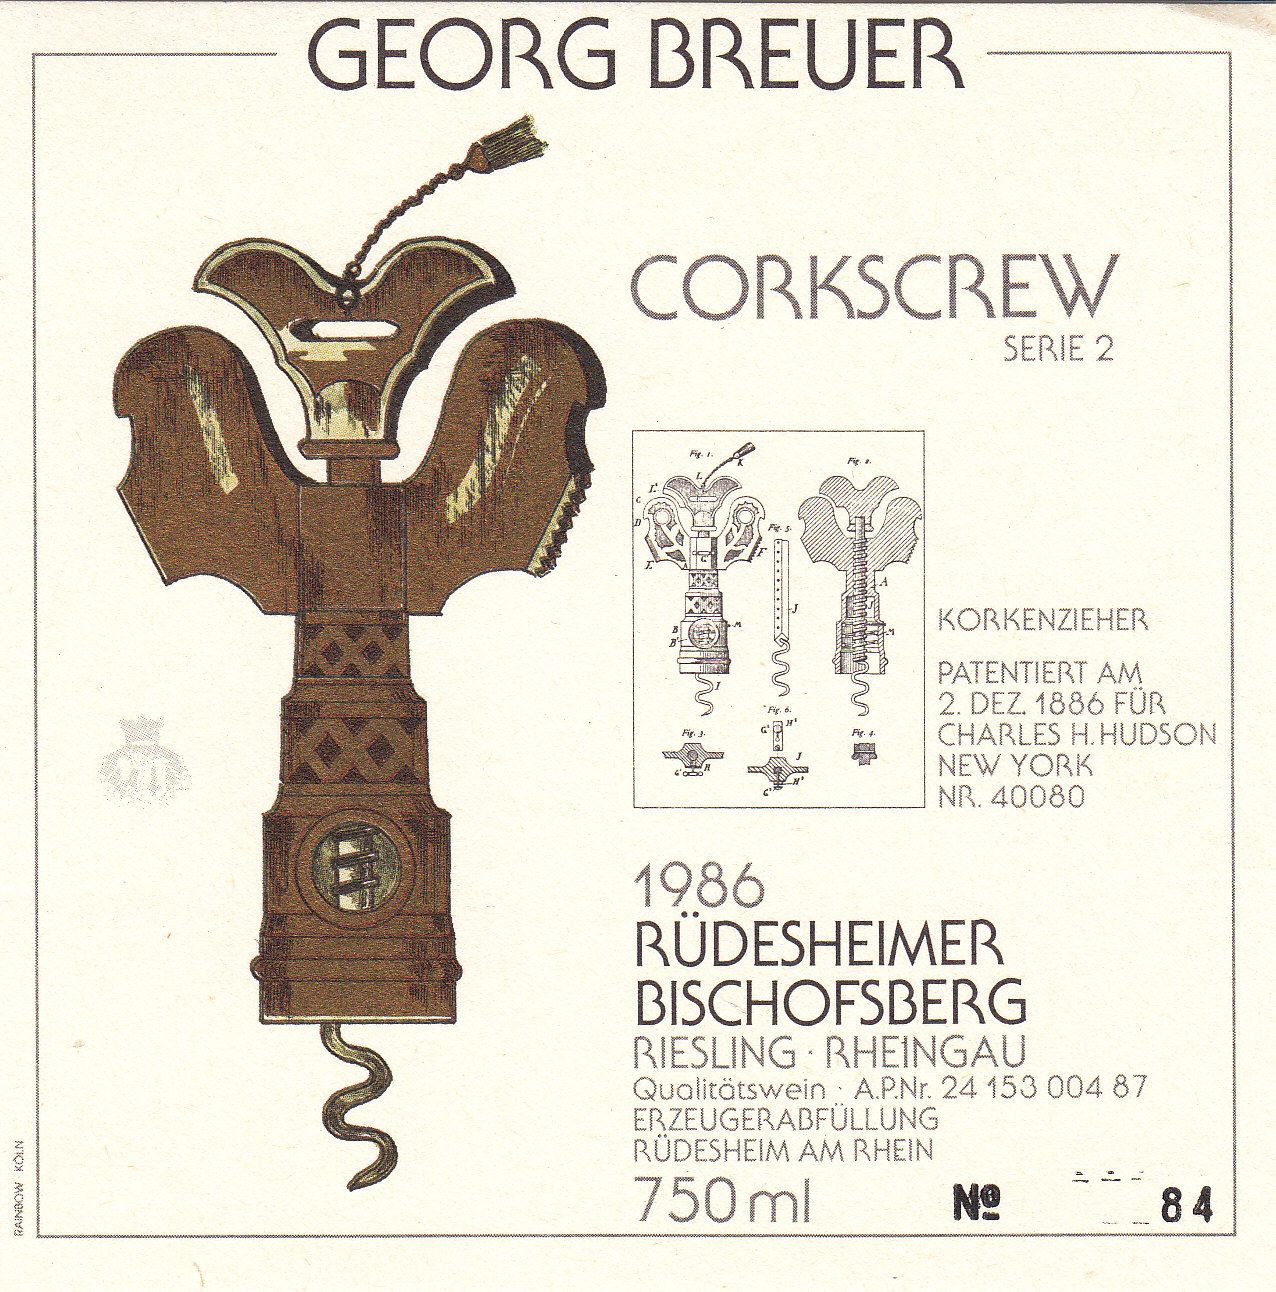 GEORG BREUER
CORKSCREW
SERIE 2
Fig. 1.
Fig. 2.
K
L
L'
C
D
Fig. 5.
F
E
G
A
J
J
B
M
B'
M
I
Fig. 6.
H'
G'
Fig. 3.
Fig. 4.
H
G'
J
H'
G'
KORKENZIEHER
PATENTIERT AM
2. DEZ. 1886 FÜR
CHARLES H. HUDSON
NEW YORK
NR. 40080
1986
RÜDESHEIMER
BISCHOFSBERG
RIESLING · RHEINGAU
Qualitätswein · A.P.Nr. 24 153 004 87
ERZEUGERABFÜLLUNG
RÜDESHEIM AM RHEIN
750 ml
Nº 84
RAINBOW KÖLN